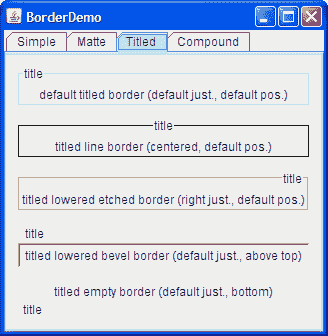 BorderDemo
Simple Matte Titled Compound
title
default titled border (default just., default pos.)
title
titled line border (centered, default pos.)
title
titled lowered etched border (right just., default pos.)
title
titled lowered bevel border (default just., above top)
titled empty border (default just., bottom)
title